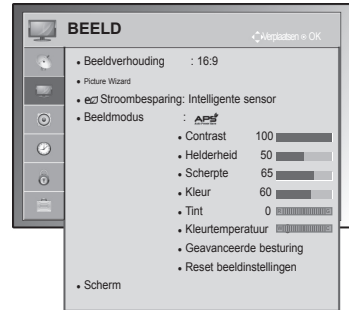 BEELD
Verplaatsen OK
• Beeldverhouding : 16:9
• Picture Wizard
• Stroombesparing: Intelligente sensor
• Beeldmodus : APS
• Contrast 100
• Helderheid 50
• Scherpte 65
• Kleur 60
• Tint 0
• Kleurtemperatuur
• Geavanceerde besturing
• Reset beeldinstellingen
• Scherm